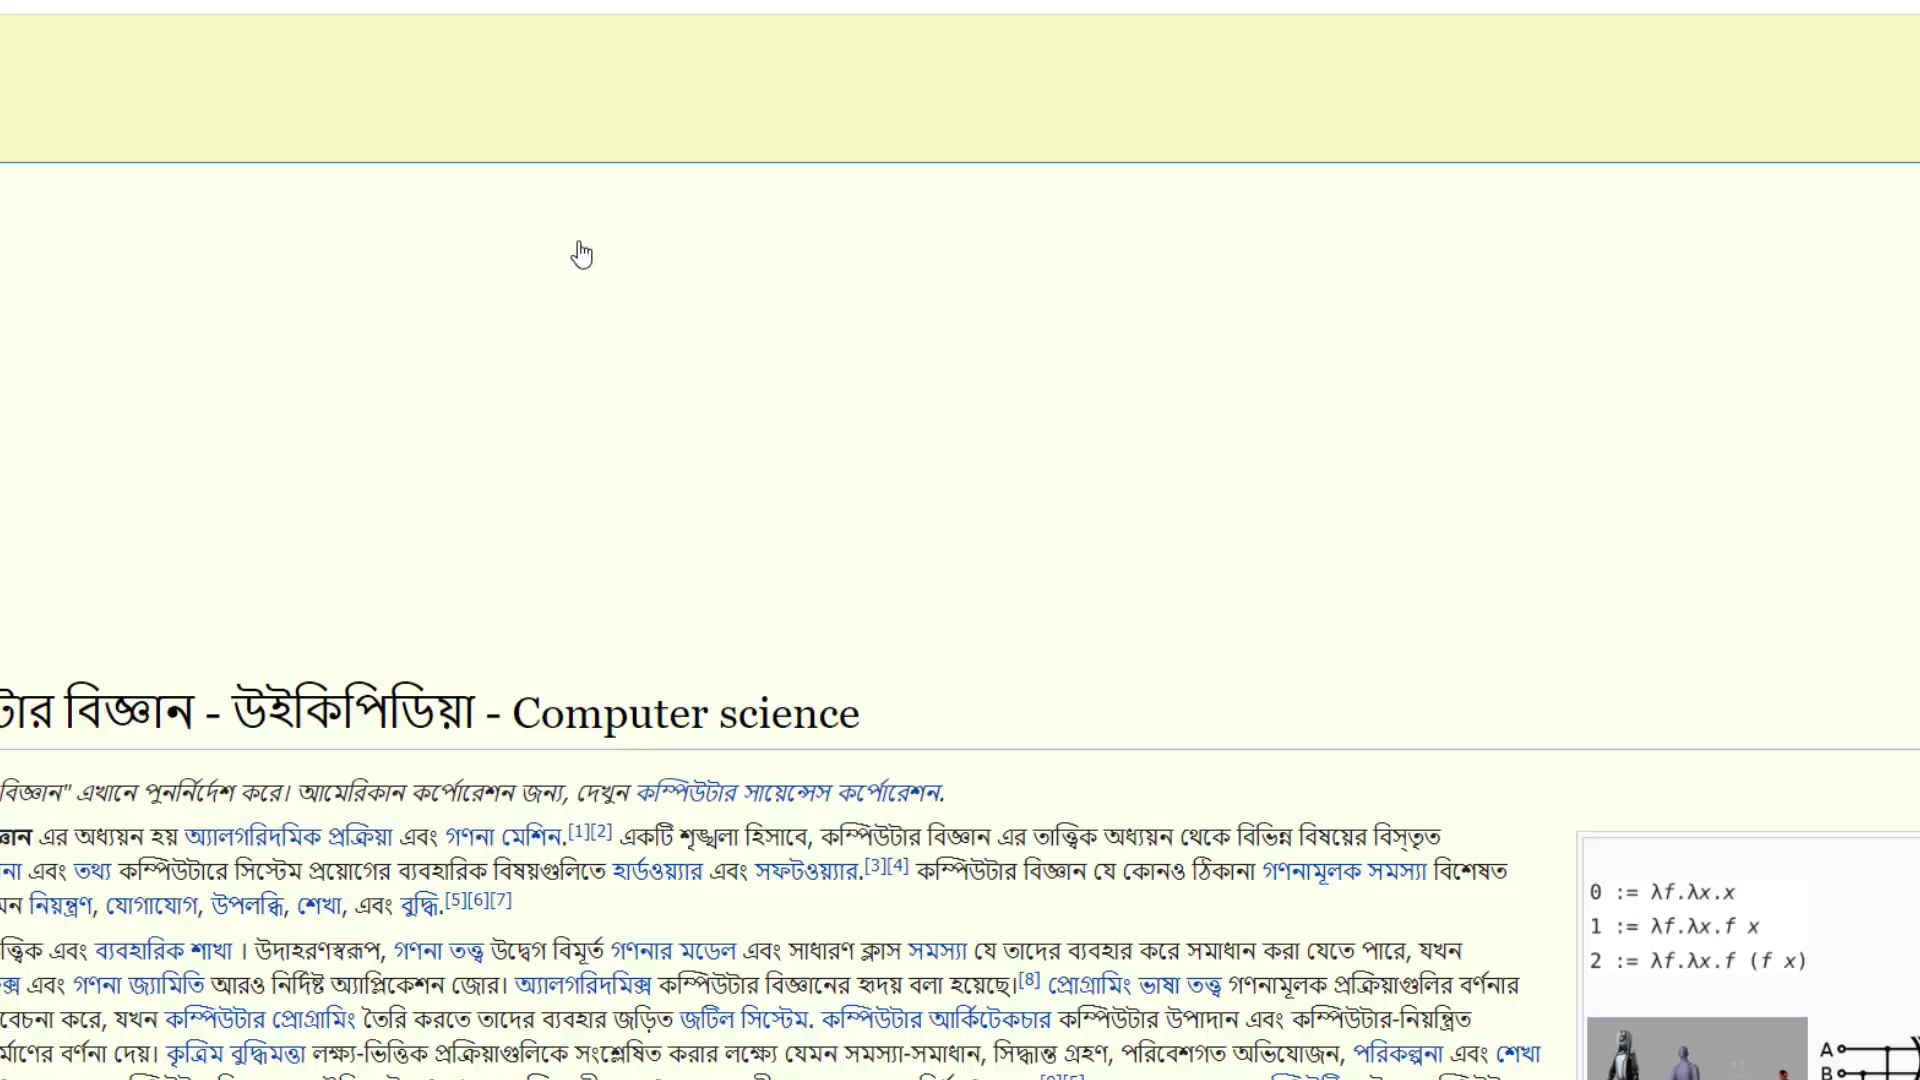 টার বিজ্ঞান - উইকিপিডিয়া - Computer science
বিজ্ঞান" এখানে পুনর্নির্দেশ করে। আমেরিকান কর্পোরেশন জন্য, দেখুন কম্পিউটার সায়েন্সেস কর্পোরেশন.
জ্ঞান এর অধ্যয়ন হয় অ্যালগরিদমিক প্রক্রিয়া এবং গণনা মেশিন.[1][2] একটি শৃঙ্খলা হিসাবে, কম্পিউটার বিজ্ঞান এর তাত্ত্বিক অধ্যয়ন থেকে বিভিন্ন বিষয়ের বিস্তৃত
না এবং তথ্য কম্পিউটারে সিস্টেম প্রয়োগের ব্যবহারিক বিষয়গুলিতে হার্ডওয়্যার এবং সফটওয়্যার.[3][4] কম্পিউটার বিজ্ঞান যে কোনও ঠিকানা গণনামূলক সমস্যা বিশেষত
মন নিয়ন্ত্রণ, যোগাযোগ, উপলব্ধি, শেখা, এবং বুদ্ধি.[5][6][7]
ত্ত্বিক এবং ব্যবহারিক শাখা । উদাহরণস্বরূপ, গণনা তত্ত্ব উদ্বেগ বিমূর্ত গণনার মডেল এবং সাধারণ ক্লাস সমস্যা যে তাদের ব্যবহার করে সমাধান করা যেতে পারে, যখন
ক্স এবং গণনা জ্যামিতি আরও নির্দিষ্ট অ্যাপ্লিকেশন জোর। অ্যালগরিদমিক্স কম্পিউটার বিজ্ঞানের হৃদয় বলা হয়েছে।[8] প্রোগ্রামিং ভাষা তত্ত্ব গণনামূলক প্রক্রিয়াগুলির বর্ণনার
বেচনা করে, যখন কম্পিউটার প্রোগ্রামিং তৈরি করতে তাদের ব্যবহার জড়িত জটিল সিস্টেম. কম্পিউটার আর্কিটেকচার কম্পিউটার উপাদান এবং কম্পিউটার-নিয়ন্ত্রিত
র্মাণের বর্ণনা দেয়। কৃত্রিম বুদ্ধিমত্তা লক্ষ্য-ভিত্তিক প্রক্রিয়াগুলিকে সংশ্লেষিত করার লক্ষ্যে যেমন সমস্যা-সমাধান, সিদ্ধান্ত গ্রহণ, পরিবেশগত অভিযোজন, পরিকল্পনা এবং শেখা
0 := λf.λx.x
1 := λf.λx.f x
2 := λf.λx.f (f x)
A
B